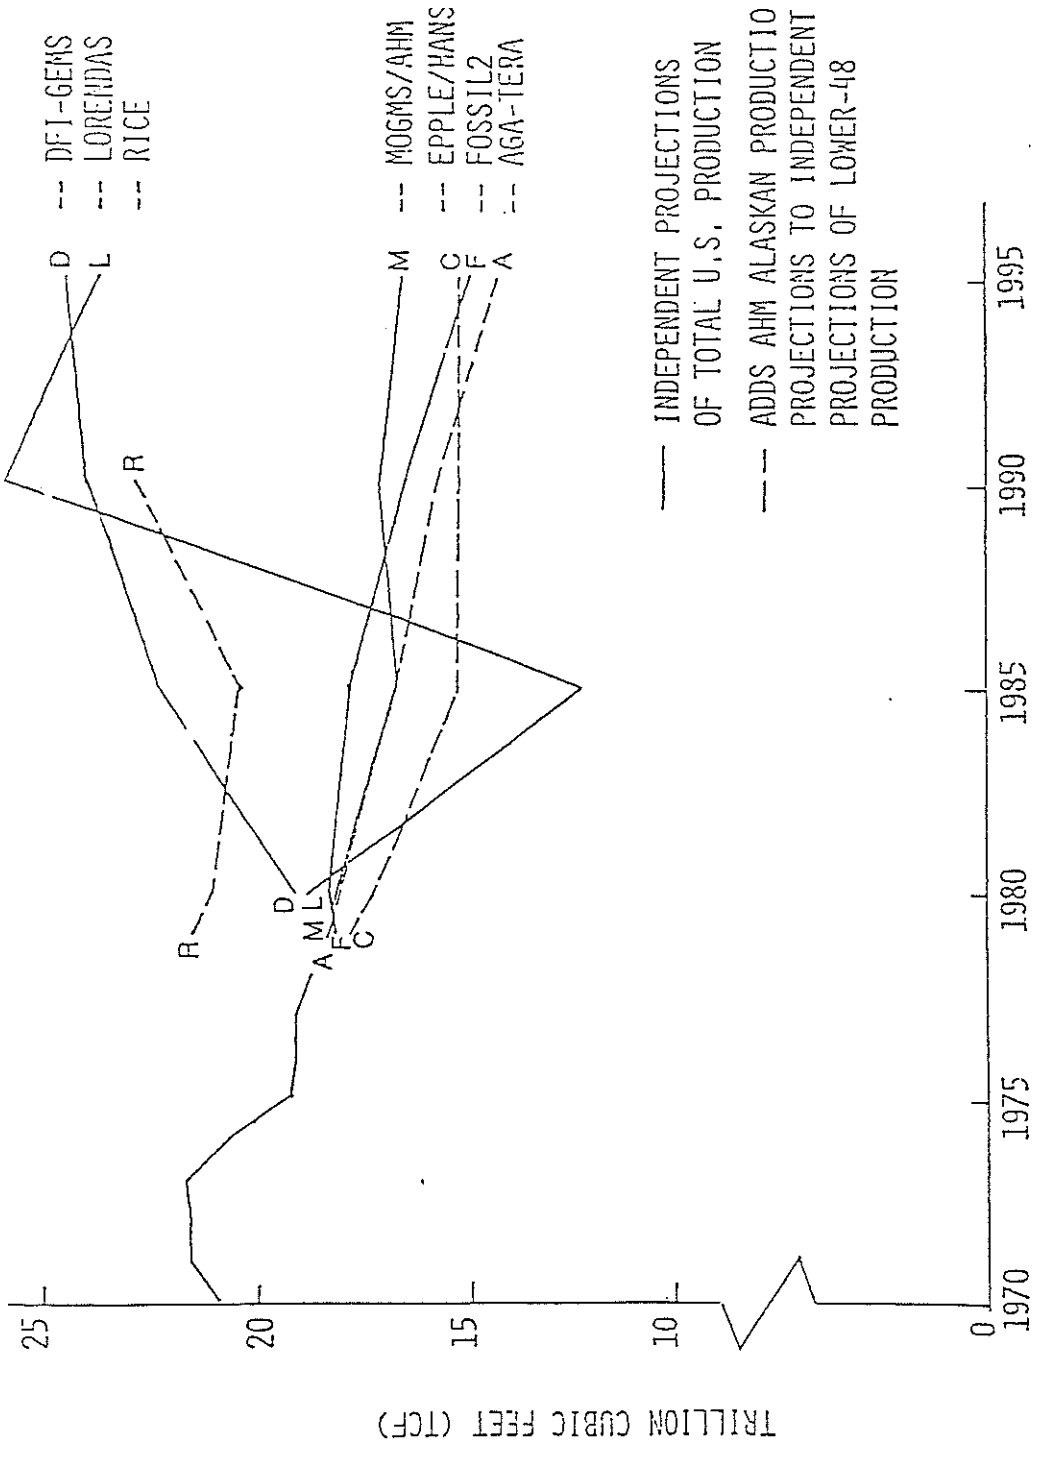 -- DFI-GEMS
-- LORENDAS
-- RICE
-- MOGMS/AHM
-- EPPLE/HANS
-- FOSSIL2
-- AGA-TERA
D
L
R
M
C
F
A
R
D
L
M
F
C
A
INDEPENDENT PROJECTIONS
OF TOTAL U.S. PRODUCTION
ADDS AHM ALASKAN PRODUCTIO
PROJECTIONS TO INDEPENDENT
PROJECTIONS OF LOWER-48
PRODUCTION
TRILLION CUBIC FEET (TCF)
25
20
15
10
0
1970
1975
1980
1985
1990
1995